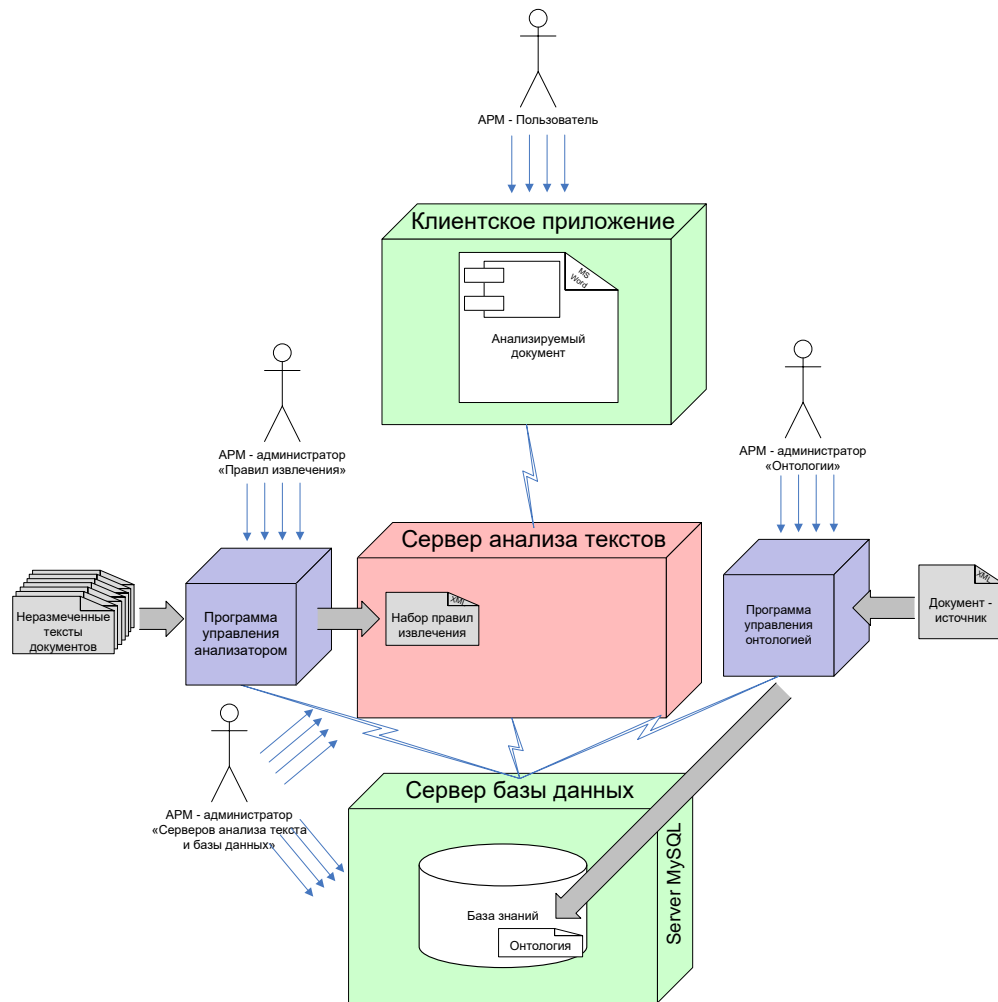 АРМ - Пользователь
Клиентское приложение
MS
Word
Анализируемый
документ
АРМ - администратор
«Правил извлечения»
АРМ - администратор
«Онтологии»
Сервер анализа текстов
Неразмеченные
тексты
документов
Программа
управления
анализатором
XML
Набор правил
извлечения
Программа
управления
онтологией
XML
Документ -
источник
АРМ - администратор
«Серверов анализа текста
и базы данных»
Сервер базы данных
Server MySQL
База знаний
Онтология